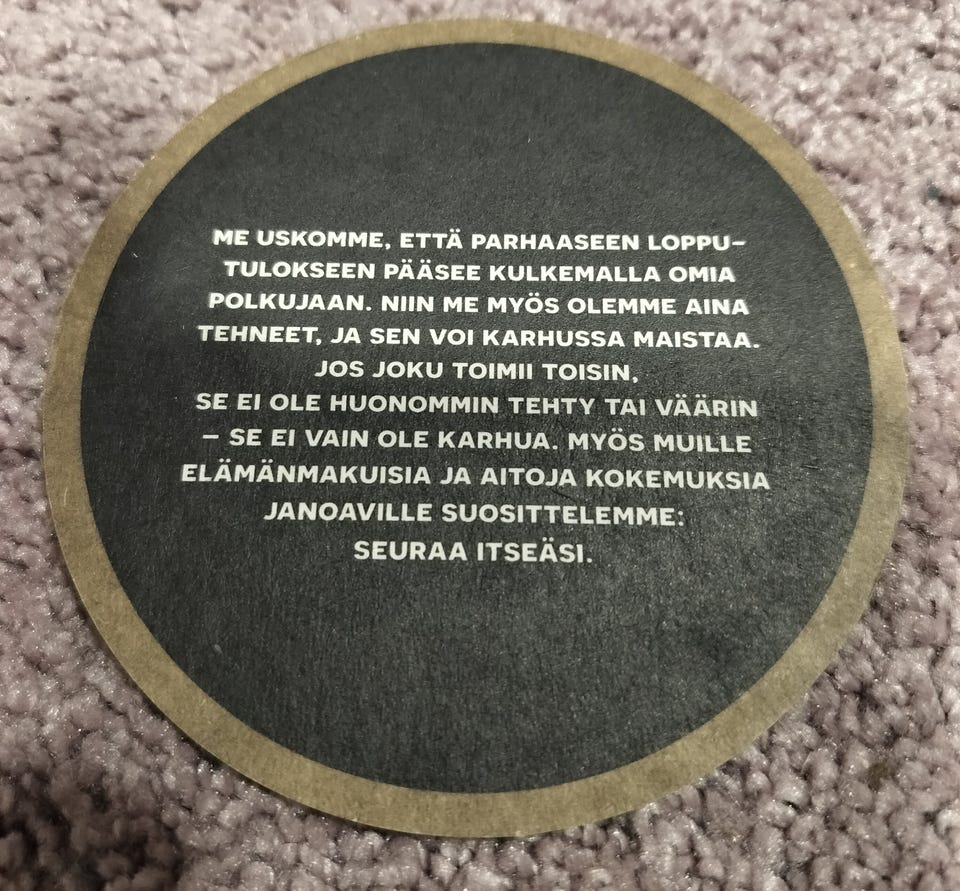 ME USKOMME, ETTÄ PARHAASEEN LOPPU-
TULOKSEEN PÄÄSEE KULKEMALLA OMIA
POLKUJAAN. NIIN ME MYÖS OLEMME AINA
TEHNEET, JA SEN VOI KARHUSSA MAISTAA.
JOS JOKU TOIMII TOISIN,
SE EI OLE HUONOMMIN TEHTY TAI VÄÄRIN
– SE EI VAIN OLE KARHUA. MYÖS MUILLE
ELÄMÄNMAKUISIA JA AITOJA KOKEMUKSIA
JANOAVILLE SUOSITTELEMME:
SEURAA ITSEÄSI.